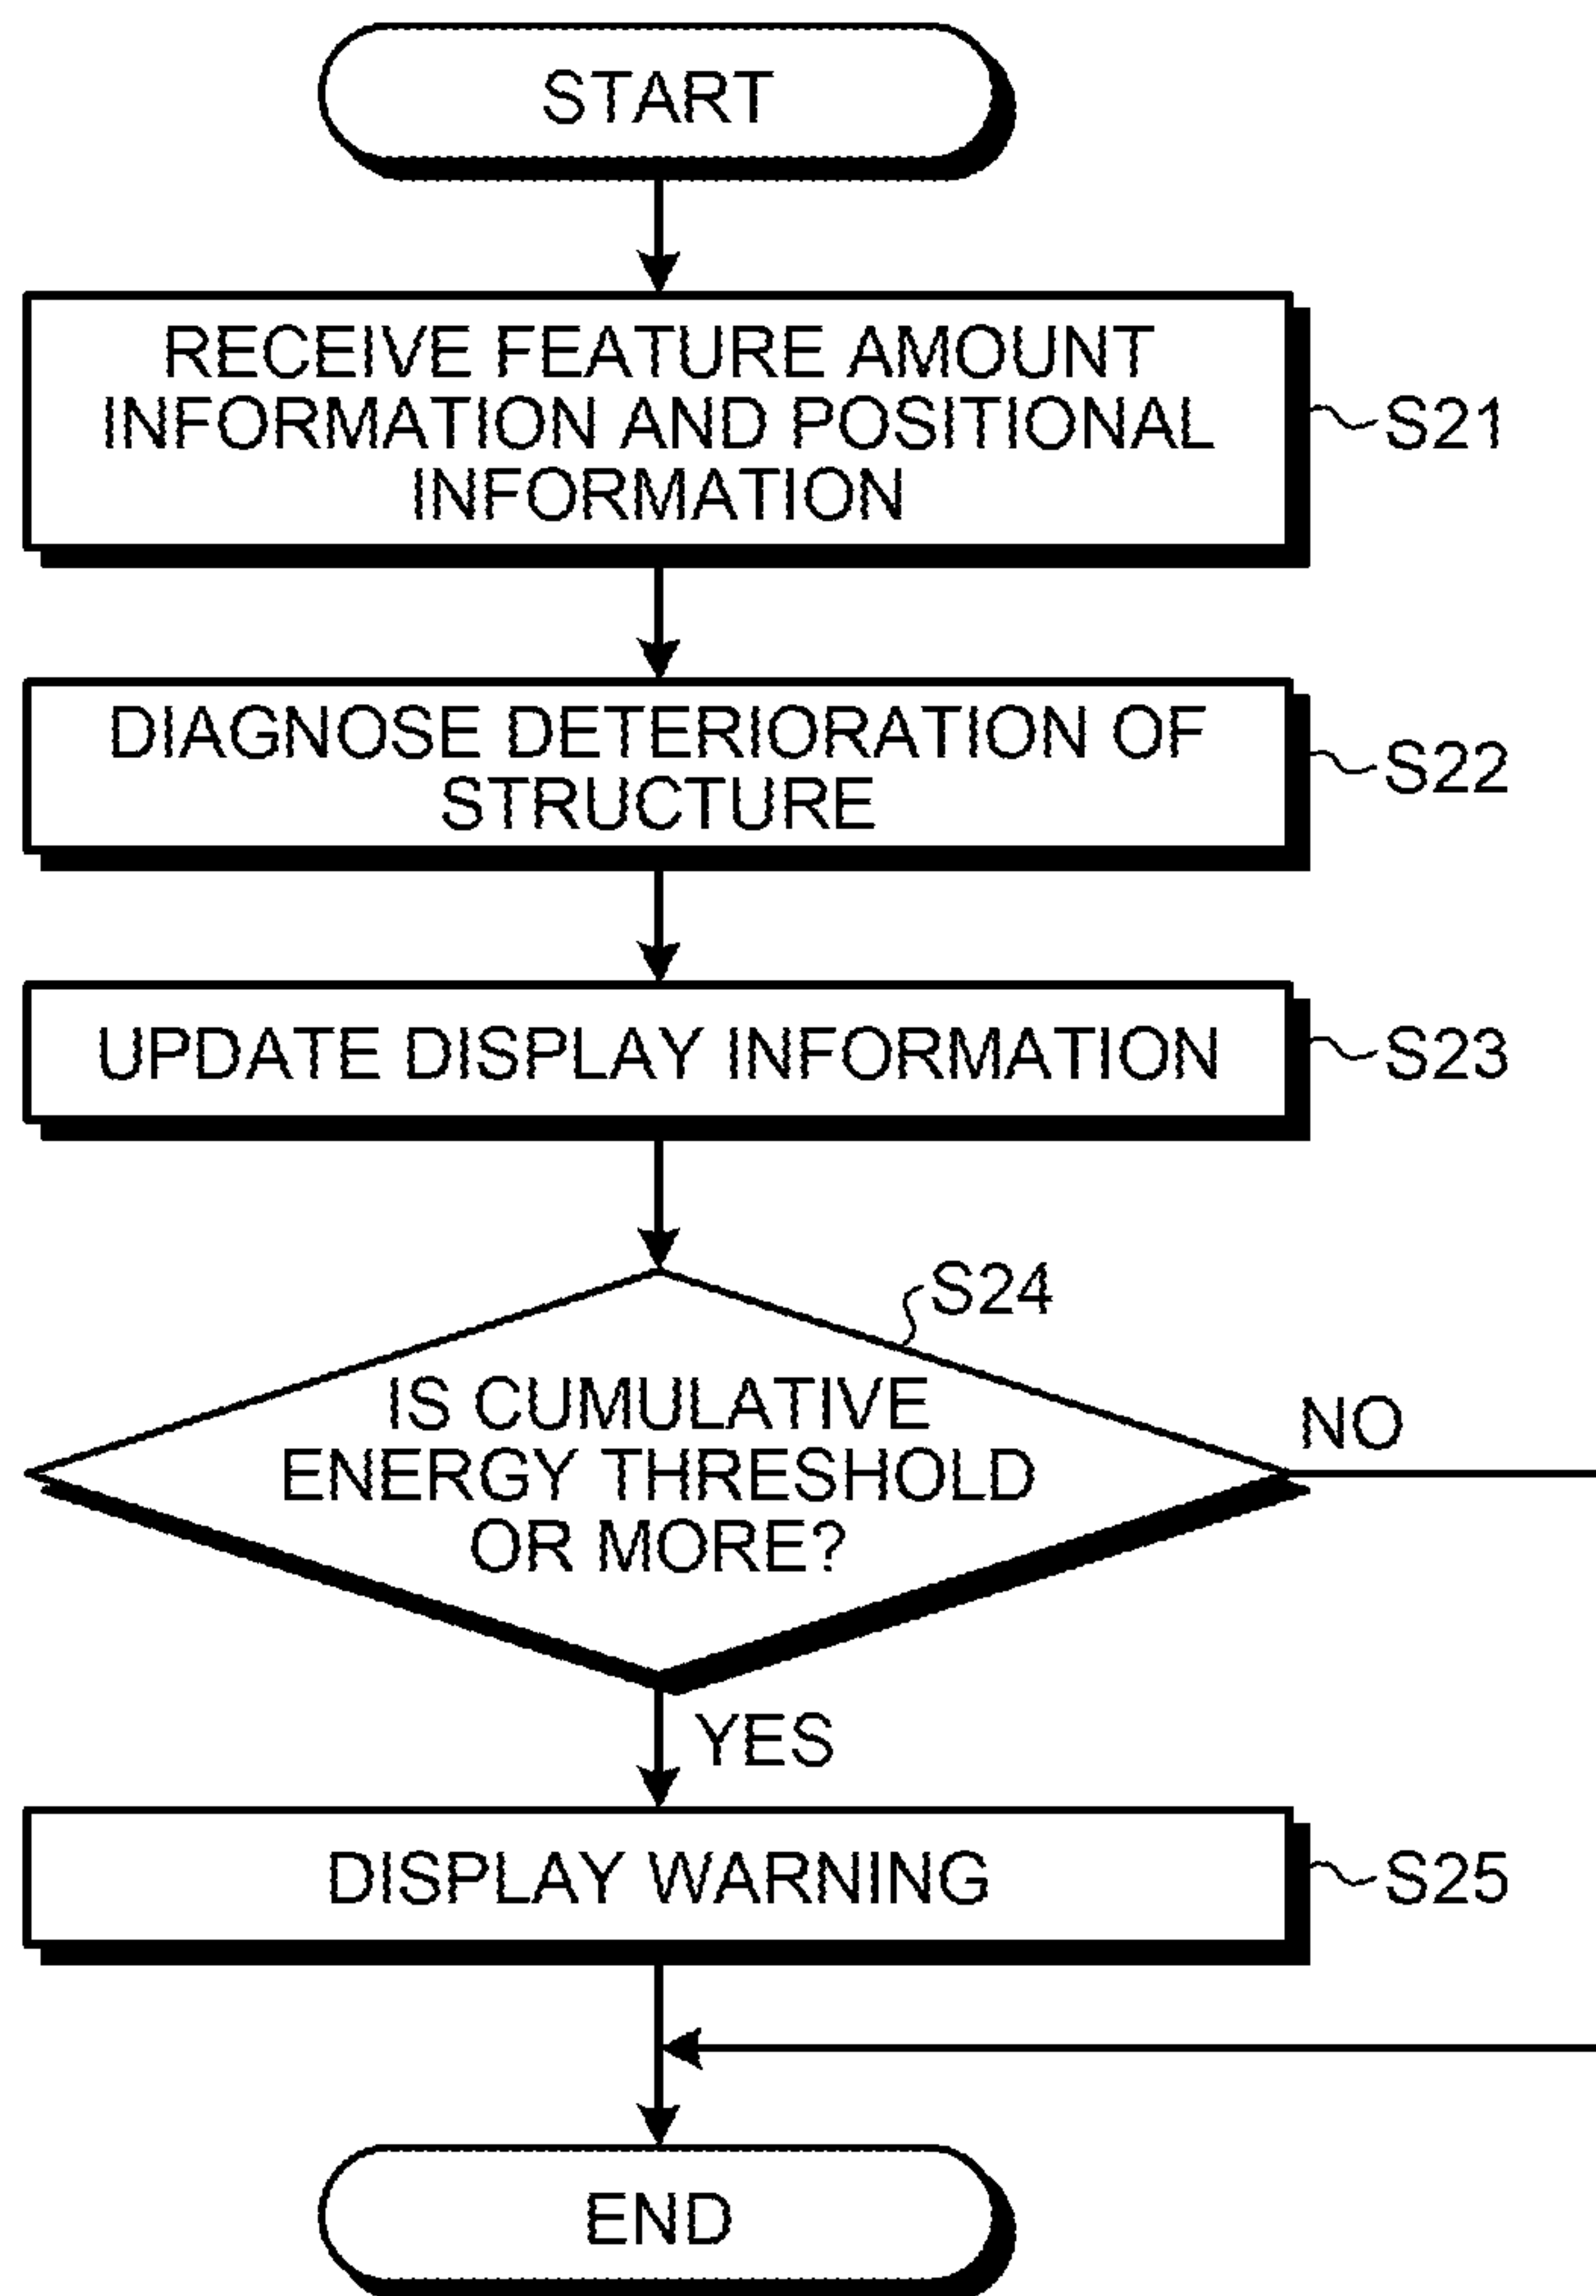 START
RECEIVE FEATURE AMOUNT
INFORMATION AND POSITIONAL
INFORMATION
S21
DIAGNOSE DETERIORATION OF
STRUCTURE
S22
UPDATE DISPLAY INFORMATION
S23
S24
IS CUMULATIVE
ENERGY THRESHOLD
OR MORE?
NO
YES
DISPLAY WARNING
S25
END